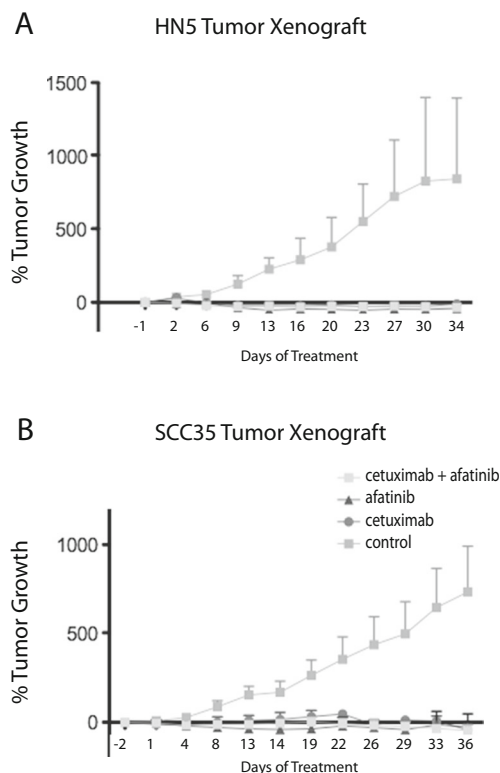 A
HN5 Tumor Xenograft
1500
1000
500
0
% Tumor Growth
-1 2 6 9 13 16 20 23 27 30 34
Days of Treatment
B
SCC35 Tumor Xenograft
cetuximab + afatinib
afatinib
cetuximab
control
1000
500
0
% Tumor Growth
-2 1 4 8 13 14 19 22 26 29 33 36
Days of Treatment